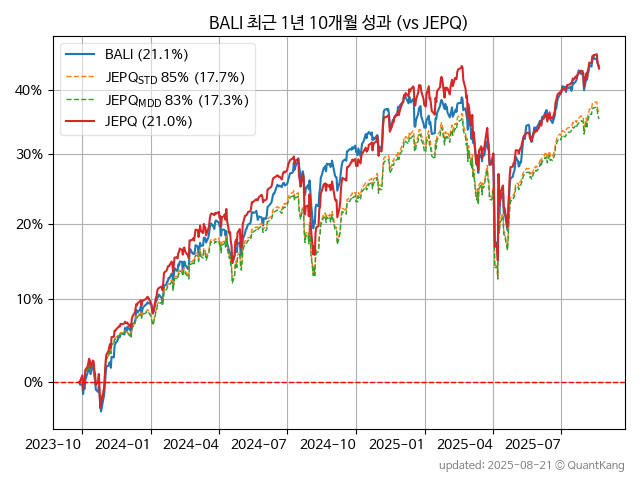 BALI 최근 1년 10개월 성과 (vs JEPQ)
BALI (21.1%)
JEPQSTD 85% (17.7%)
JEPQMDD 83% (17.3%)
JEPQ (21.0%)
40%
30%
20%
10%
0%
2023-10 2024-01 2024-04 2024-07 2024-10 2025-01 2025-04 2025-07
updated: 2025-08-21 © QuantKang